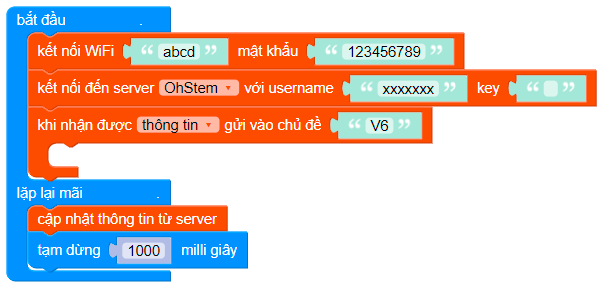 bắt đầu .
kết nối WiFi “ abcd ” mật khẩu “ 123456789 ”
kết nối đến server OhStem với username “ xxxxxxx ” key “ ”
khi nhận được thông tin gửi vào chủ đề “ V6 ”
lặp lại mãi .
cập nhật thông tin từ server
tạm dừng 1000 milli giây